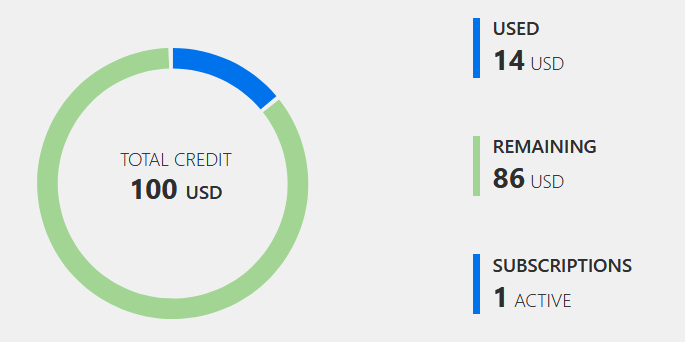 TOTAL CREDIT
100 USD
USED
14 USD
REMAINING
86 USD
SUBSCRIPTIONS
1 ACTIVE